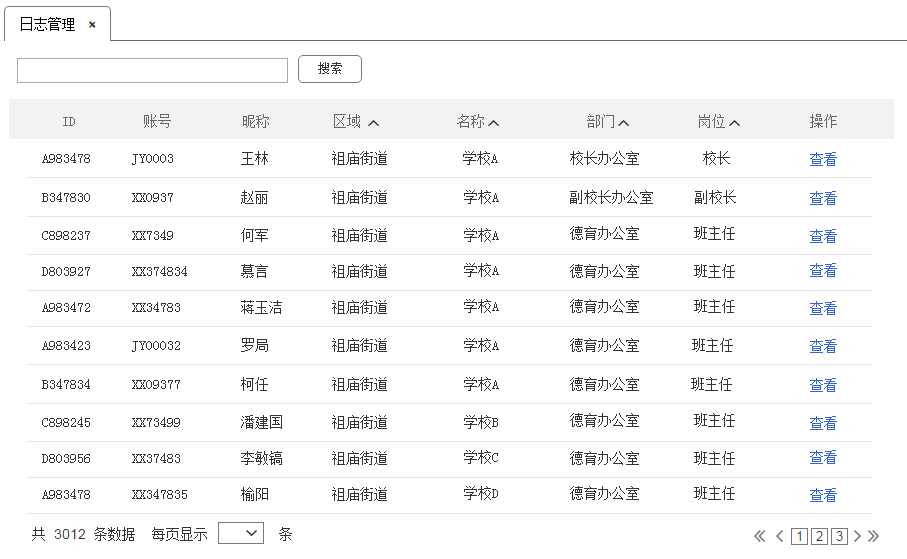 日志管理 ×
搜索
ID 账号 昵称 区域 名称 部门 岗位 操作
A983478 JY0003 王林 祖庙街道 学校A 校长办公室 校长 查看
B347830 XX0937 赵丽 祖庙街道 学校A 副校长办公室 副校长 查看
C898237 XX7349 何军 祖庙街道 学校A 德育办公室 班主任 查看
D803927 XX374834 慕言 祖庙街道 学校A 德育办公室 班主任 查看
A983472 XX34783 蒋玉洁 祖庙街道 学校A 德育办公室 班主任 查看
A983423 JY00032 罗局 祖庙街道 学校A 德育办公室 班主任 查看
B347834 XX09377 柯任 祖庙街道 学校A 德育办公室 班主任 查看
C898245 XX73499 潘建国 祖庙街道 学校B 德育办公室 班主任 查看
D803956 XX37483 李敏镐 祖庙街道 学校C 德育办公室 班主任 查看
A983478 XX347835 榆阳 祖庙街道 学校D 德育办公室 班主任 查看
共 3012 条数据 每页显示 条 1 2 3